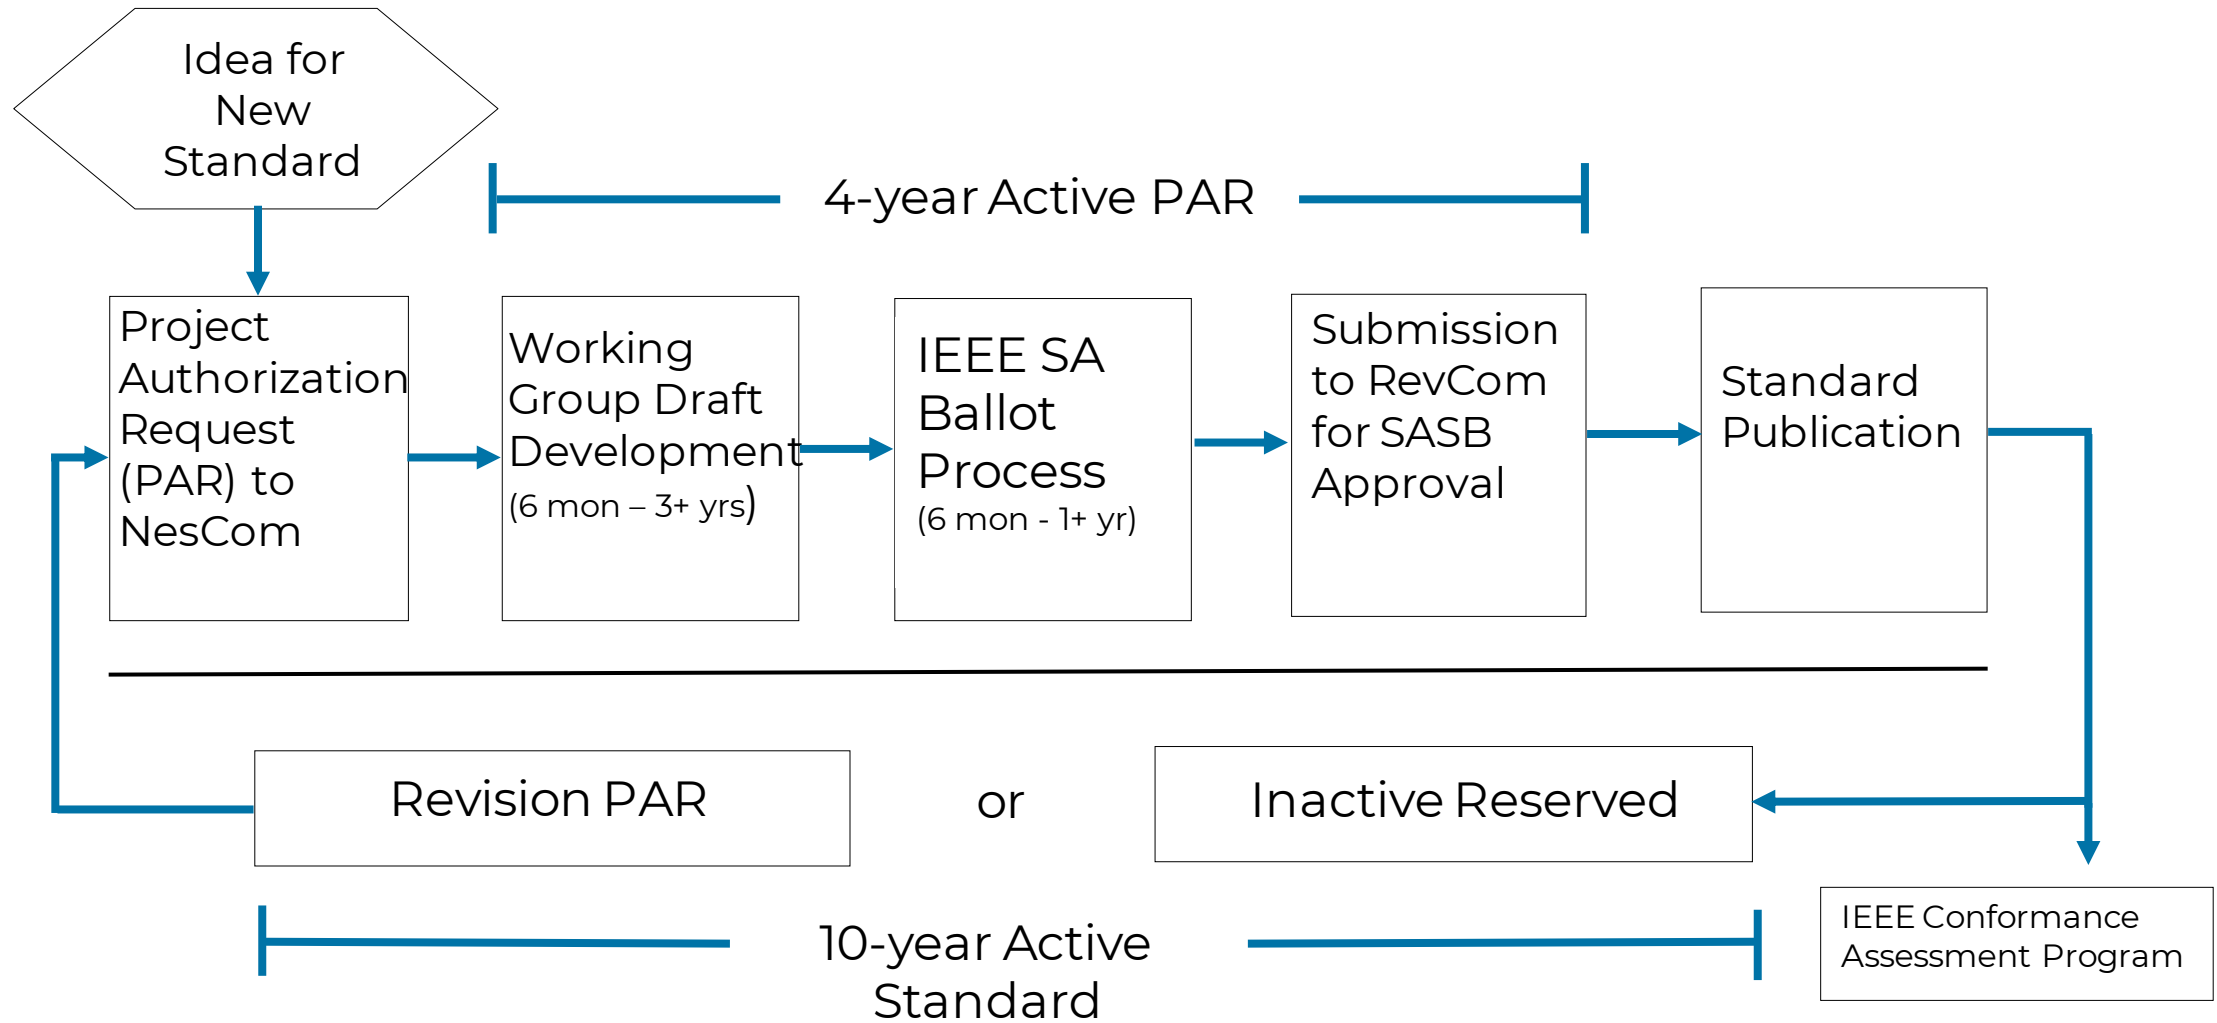 Idea for
New
Standard
4-year Active PAR
Project
Authorization
Request
(PAR) to
NesCom
Working
Group Draft
Development
(6 mon – 3+ yrs)
IEEE SA
Ballot
Process
(6 mon - 1+ yr)
Submission
to RevCom
for SASB
Approval
Standard
Publication
Revision PAR
or
Inactive Reserved
10-year Active
Standard
IEEE Conformance
Assessment Program